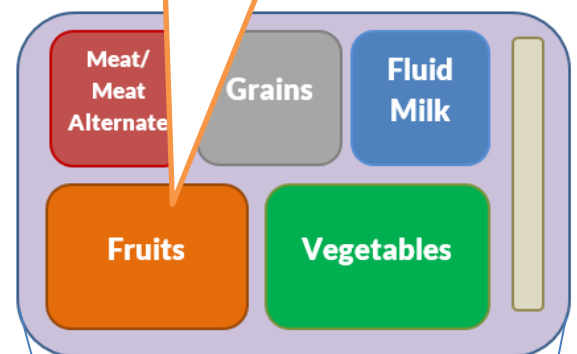 Meat/
Meat
Alternate
Grains
Fluid
Milk
Fruits
Vegetables